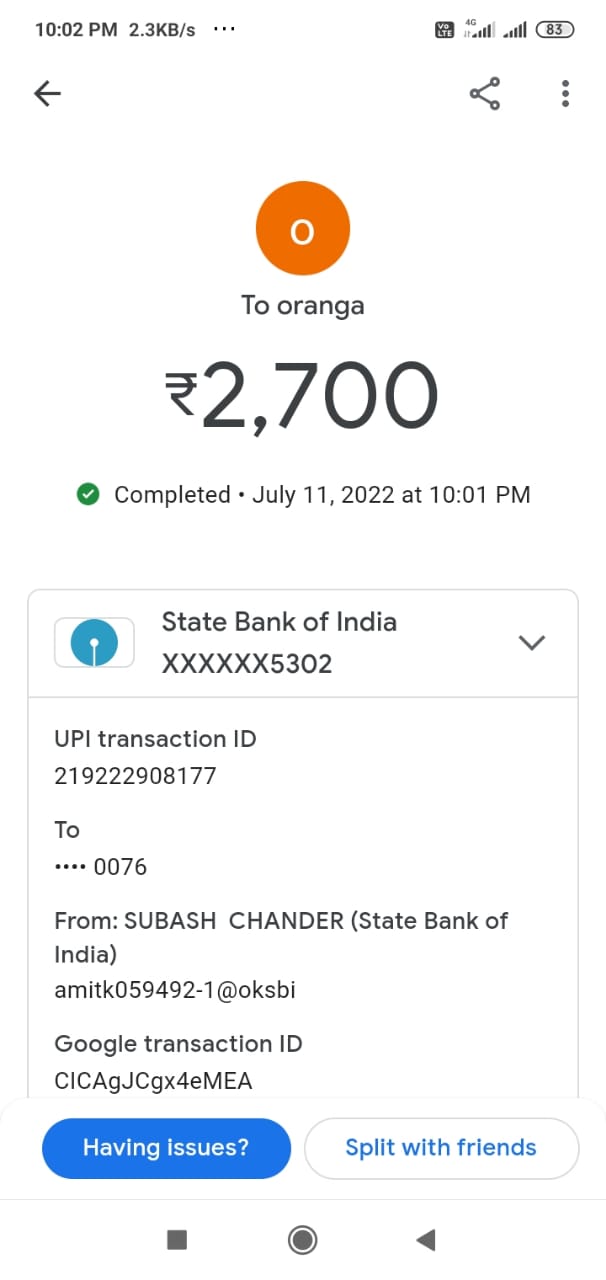 10:02 PM 2.3KB/s ...
Vo LTE 4G 83
O
To oranga
₹2,700
Completed • July 11, 2022 at 10:01 PM
State Bank of India
XXXXXX5302
UPI transaction ID
219222908177
To
•••• 0076
From: SUBASH CHANDER (State Bank of
India)
amitk059492-1@oksbi
Google transaction ID
CICAgJCgx4eMEA
Having issues? Split with friends